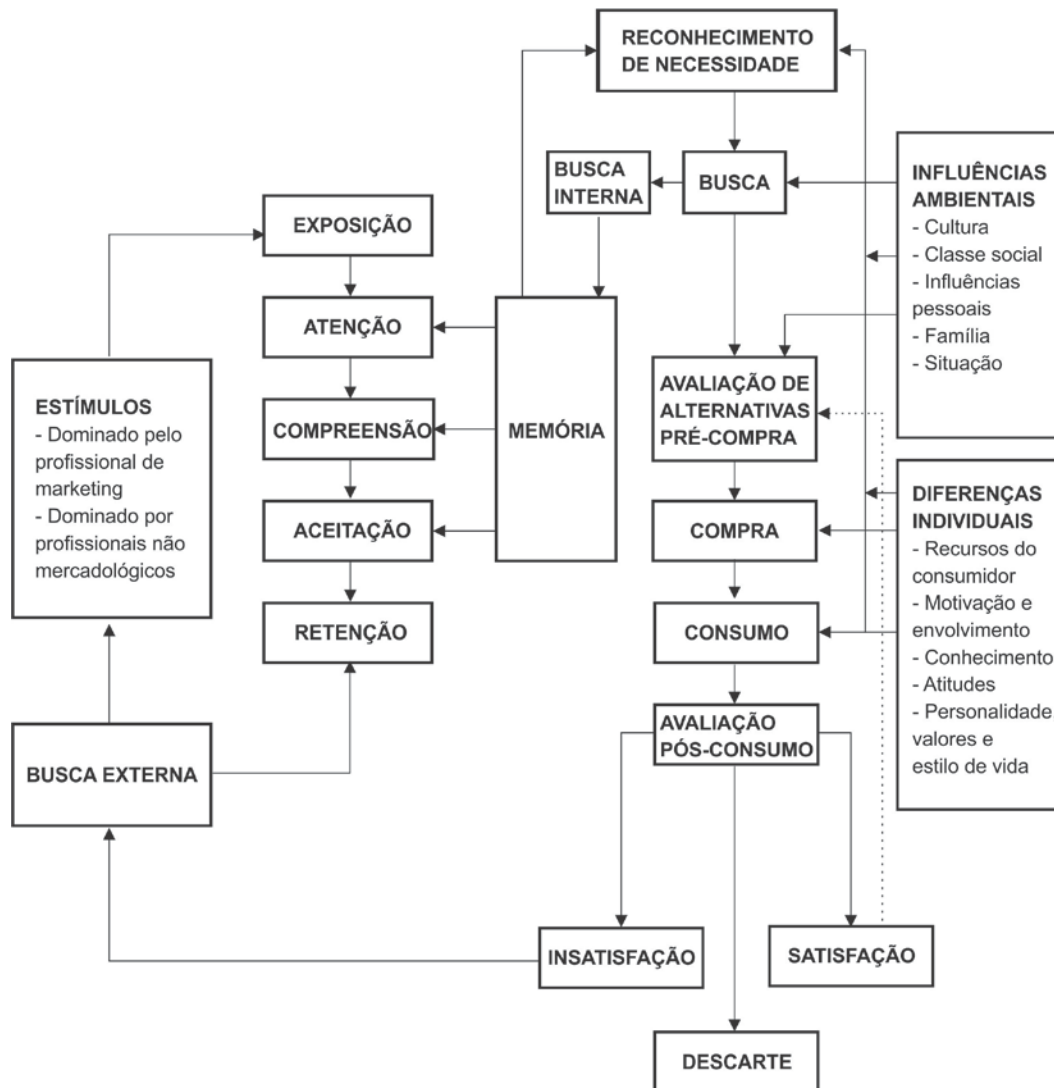 RECONHECIMENTO
DE NECESSIDADE
BUSCA
INTERNA
BUSCA
INFLUÊNCIAS
AMBIENTAIS
- Cultura
- Classe social
- Influências
pessoais
- Família
- Situação
EXPOSIÇÃO
ATENÇÃO
COMPREENSÃO
ACEITAÇÃO
RETENÇÃO
MEMÓRIA
ESTÍMULOS
- Dominado pelo
profissional de
marketing
- Dominado por
profissionais não
mercadológicos
BUSCA EXTERNA
AVALIAÇÃO DE
ALTERNATIVAS
PRÉ-COMPRA
COMPRA
CONSUMO
AVALIAÇÃO
PÓS-CONSUMO
DIFERENÇAS
INDIVIDUAIS
- Recursos do
consumidor
- Motivação e
envolvimento
- Conhecimento
- Atitudes
- Personalidade,
valores e
estilo de vida
INSATISFAÇÃO
SATISFAÇÃO
DESCARTE